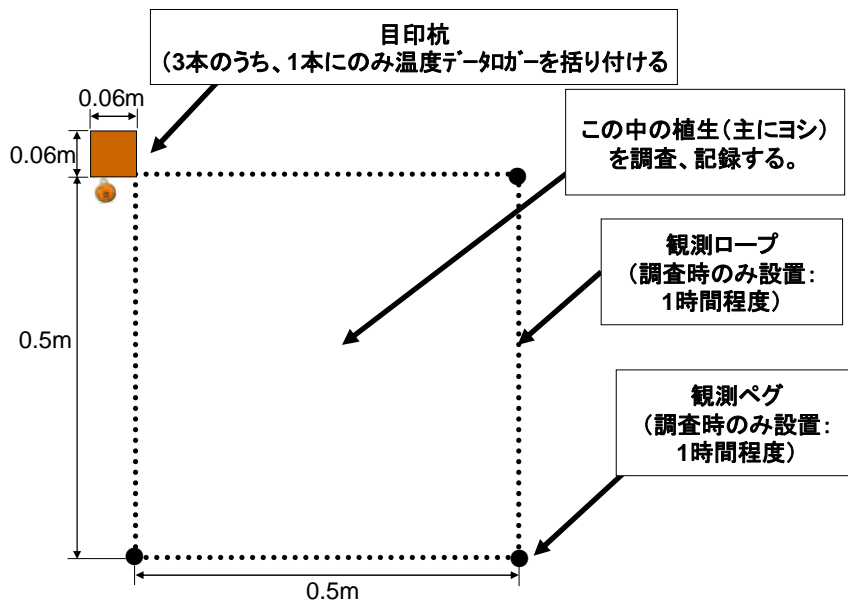 目印杭
(3本のうち、1本にのみ温度ﾃﾞｰﾀﾛｶﾞｰを括り付ける
0.06m
0.06m
この中の植生(主にヨシ)
を調査、記録する。
観測ロープ
(調査時のみ設置:
1時間程度)
0.5m
観測ペグ
(調査時のみ設置:
1時間程度)
0.5m